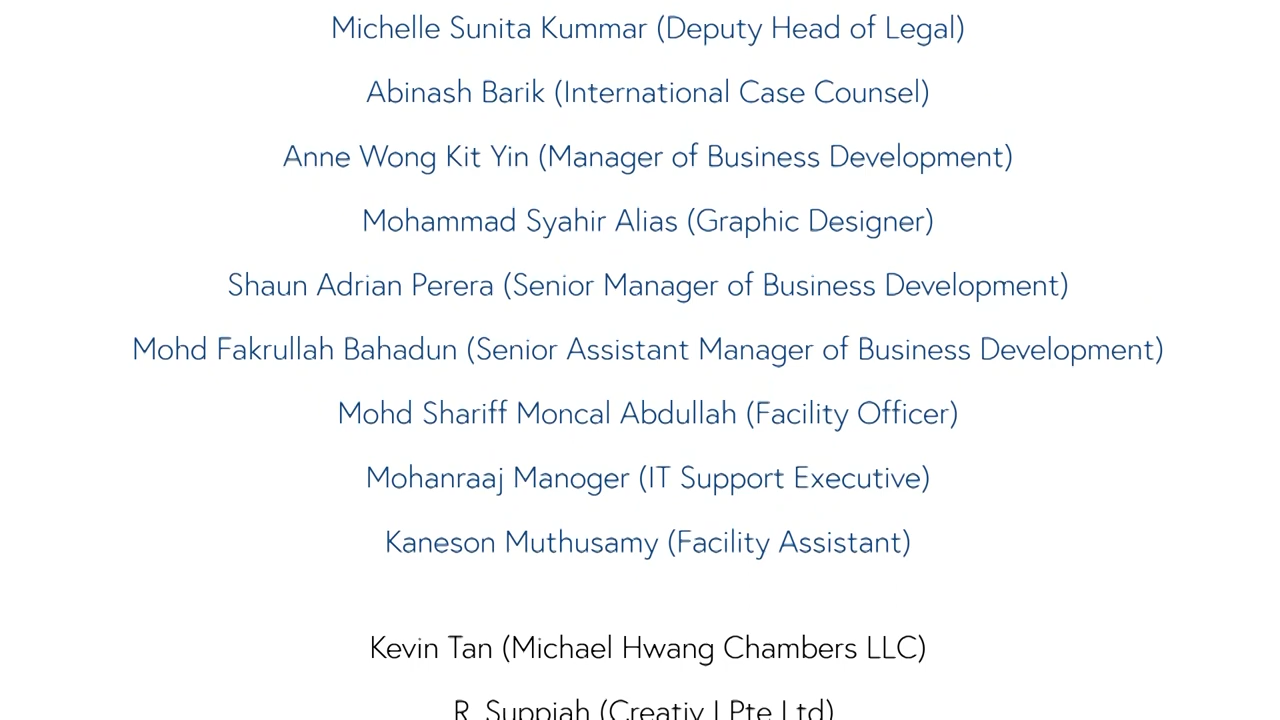 Michelle Sunita Kummar (Deputy Head of Legal)
Abinash Barik (International Case Counsel)
Anne Wong Kit Yin (Manager of Business Development)
Mohammad Syahir Alias (Graphic Designer)
Shaun Adrian Perera (Senior Manager of Business Development)
Mohd Fakrullah Bahadun (Senior Assistant Manager of Business Development)
Mohd Shariff Moncal Abdullah (Facility Officer)
Mohanraaj Manoger (IT Support Executive)
Kaneson Muthusamy (Facility Assistant)
Kevin Tan (Michael Hwang Chambers LLC)
R. Suppiah (Creativ I Pte Ltd)